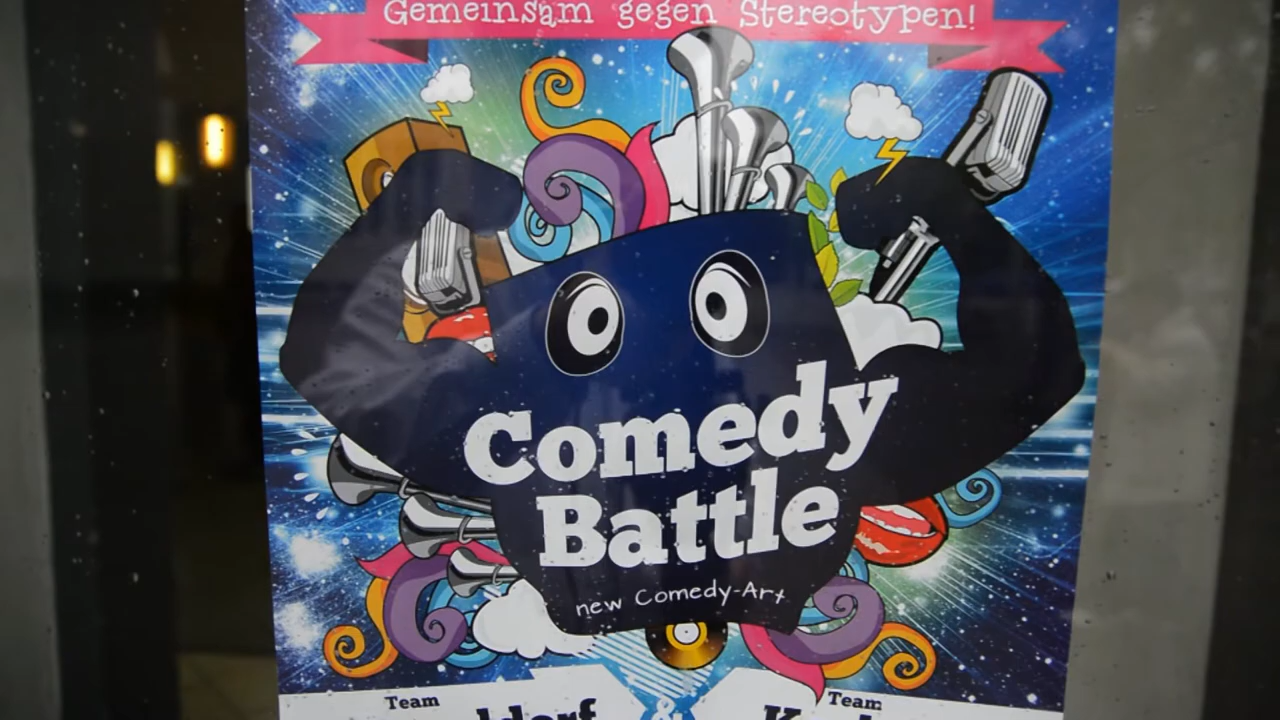 Gemeinsam gegen Stereotypen!
Comedy
Battle
new Comedy-Art
Team
Team
&